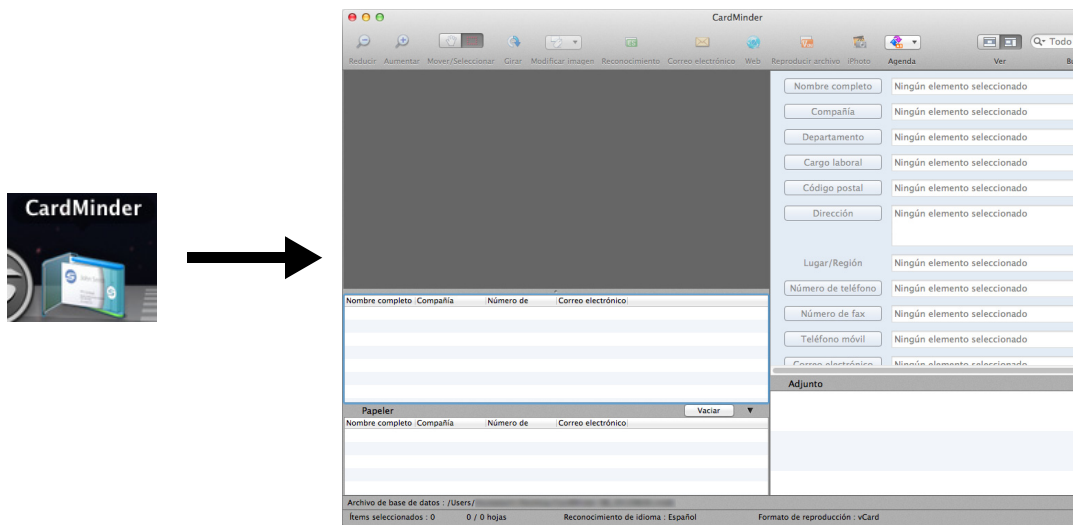 CardMinder
CardMinder
Reducir Aumentar Mover/Seleccionar Girar Modificar imagen Reconocimiento Correo electrónico Web Reproducir archivo iPhoto Agenda Ver
Todo
Nombre completo Ningún elemento seleccionado
Compañía Ningún elemento seleccionado
Departamento Ningún elemento seleccionado
Cargo laboral Ningún elemento seleccionado
Código postal Ningún elemento seleccionado
Dirección Ningún elemento seleccionado
Lugar/Región Ningún elemento seleccionado
Número de teléfono Ningún elemento seleccionado
Número de fax Ningún elemento seleccionado
Teléfono móvil Ningún elemento seleccionado
Correo electrónico Ningún elemento seleccionado
Nombre completo Compañía Número de Correo electrónico
Adjunto
Papeler Vaciar
Nombre completo Compañía Número de Correo electrónico
Archivo de base de datos : /Users/
Ítems seleccionados : 0 0 / 0 hojas Reconocimiento de idioma : Español Formato de reproducción : vCard